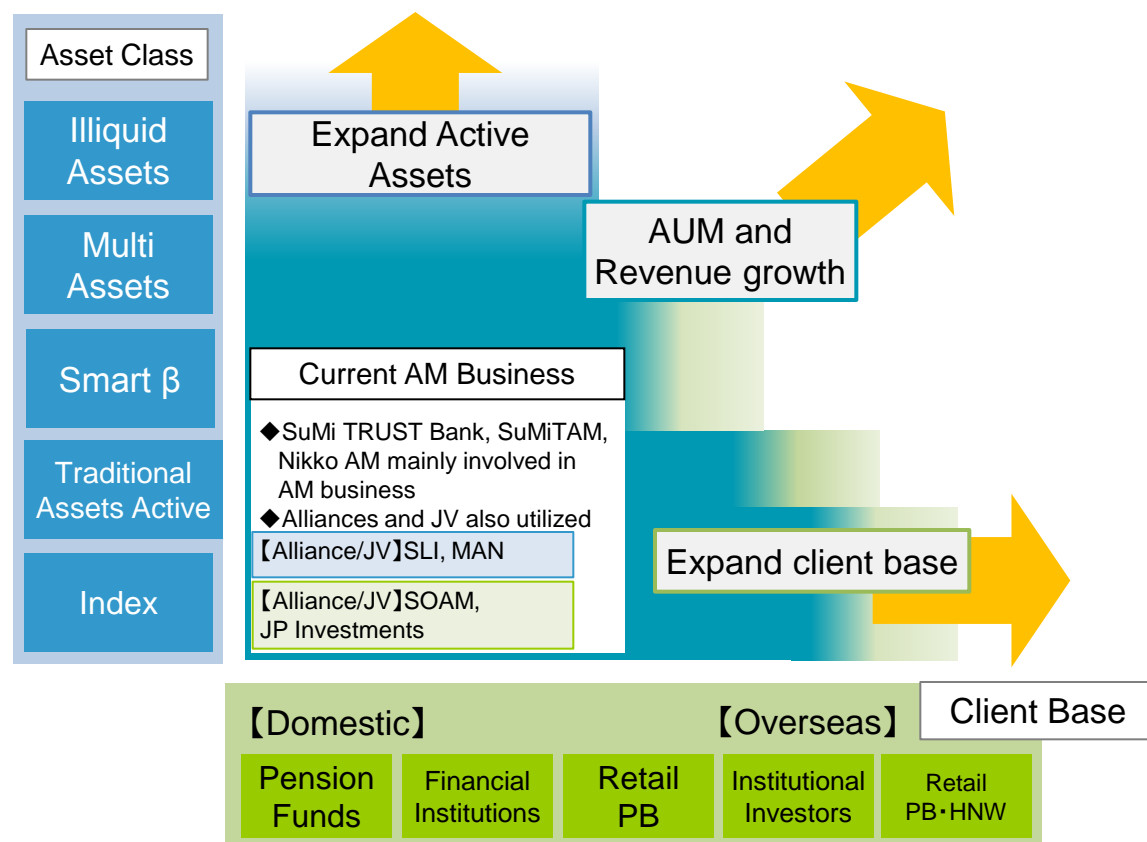 Asset Class
Illiquid
Assets
Multi
Assets
Smart β
Traditional
Assets Active
Index
Expand Active
Assets
AUM and
Revenue growth
Current AM Business
◆SuMi TRUST Bank, SuMiTAM,
Nikko AM mainly involved in
AM business
◆Alliances and JV also utilized
【Alliance/JV】SLI, MAN
【Alliance/JV】SOAM,
JP Investments
Expand client base
Client Base
【Domestic】
【Overseas】
Pension
Funds
Financial
Institutions
Retail
PB
Institutional
Investors
Retail
PB・HNW